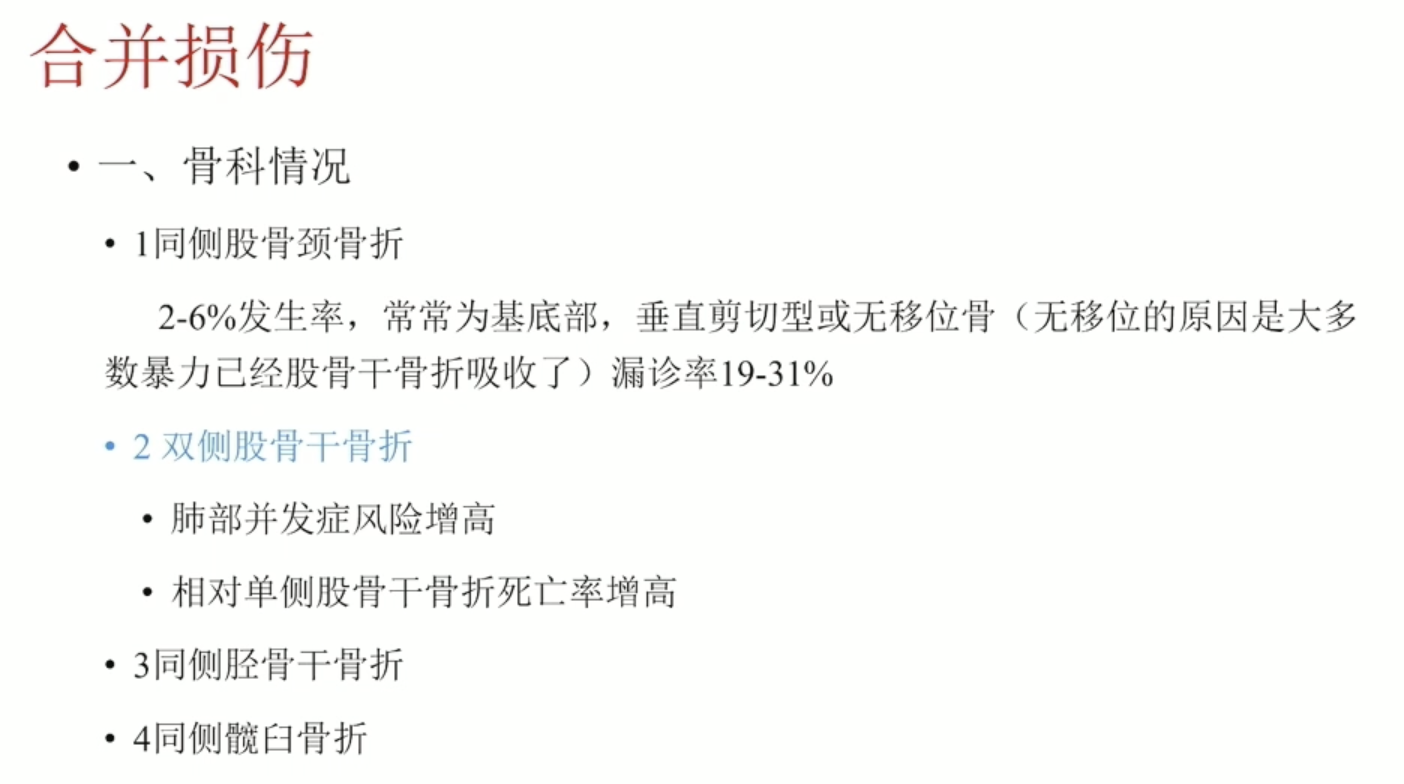 合并损伤
• 一、骨科情况
• 1同侧股骨颈骨折
2-6%发生率，常常为基底部，垂直剪切型或无移位骨（无移位的原因是大多
数暴力已经股骨干骨折吸收了）漏诊率19-31%
• 2 双侧股骨干骨折
• 肺部并发症风险增高
• 相对单侧股骨干骨折死亡率增高
• 3同侧胫骨干骨折
• 4同侧髋臼骨折